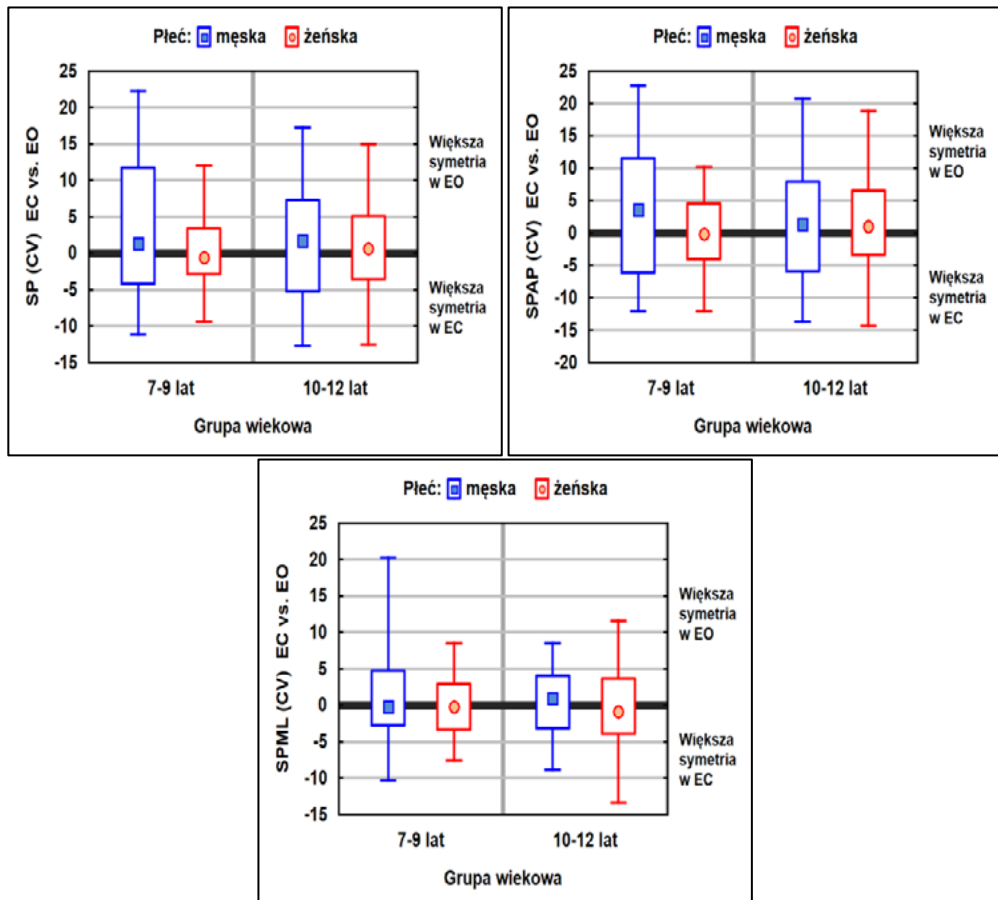 Płeć: męska żeńska
SP (CV) EC vs. EO
25
20
15
10
5
0
-5
-10
-15
Większa
symetria
w EO
Większa
symetria
w EC
7-9 lat 10-12 lat
Grupa wiekowa
Płeć: męska żeńska
SPAP (CV) EC vs. EO
25
20
15
10
5
0
-5
-10
-15
-20
Większa
symetria
w EO
Większa
symetria
w EC
7-9 lat 10-12 lat
Grupa wiekowa
Płeć: męska żeńska
SPML (CV) EC vs. EO
25
20
15
10
5
0
-5
-10
-15
Większa
symetria
w EO
Większa
symetria
w EC
7-9 lat 10-12 lat
Grupa wiekowa